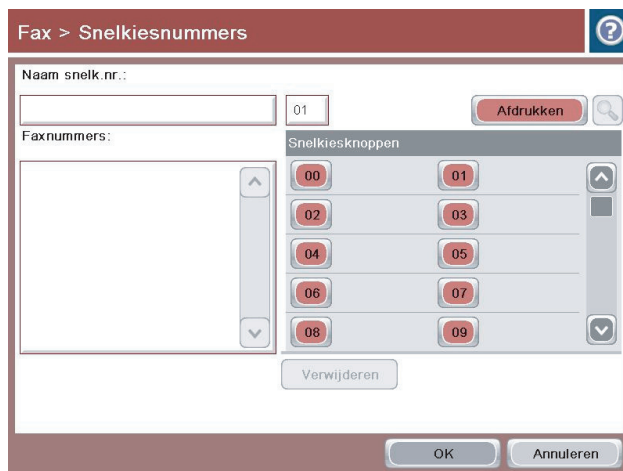 Fax > Snelkiesnummers
?
Naam snelk.nr.:
01
Afdrukken
Faxnummers:
Snelkiesknoppen
00 01
02 03
04 05
06 07
08 09
Verwijderen
OK Annuleren